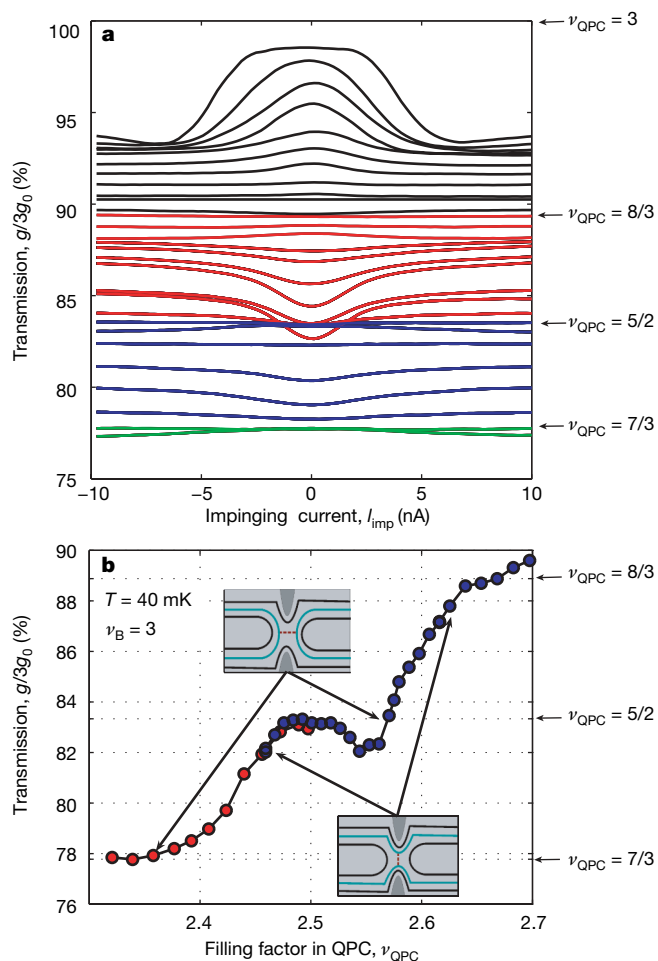 a
100
95
90
85
80
75
Transmission, g/3g₀ (%)
-10
-5
0
5
10
Impinging current, Iimp (nA)
νQPC = 3
νQPC = 8/3
νQPC = 5/2
νQPC = 7/3
b
90
88
86
84
82
80
78
76
Transmission, g/3g₀ (%)
T = 40 mK
νB = 3
2.4
2.5
2.6
2.7
Filling factor in QPC, νQPC
νQPC = 8/3
νQPC = 5/2
νQPC = 7/3